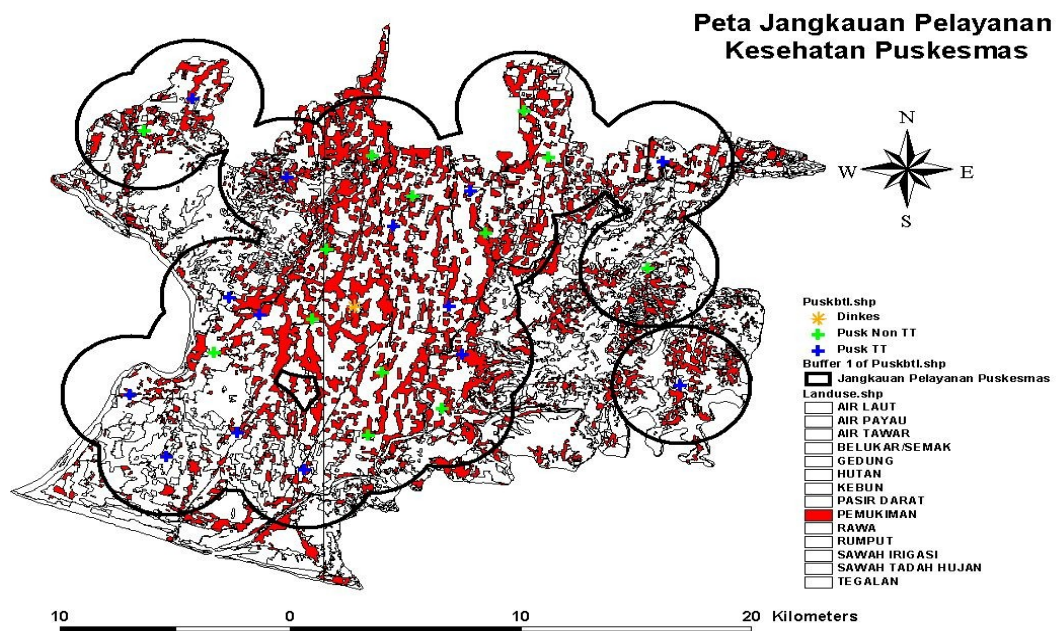 Peta Jangkauan Pelayanan
Kesehatan Puskesmas
N
W E
S
Puskbtl.shp
Dinkes
Pusk Non TT
Pusk TT
Buffer 1 of Puskbtl.shp
Jangkauan Pelayanan Puskesmas
Landuse.shp
AIR LAUT
AIR PAYAU
AIR TAWAR
BELUKAR/SEMAK
GEDUNG
HUTAN
KEBUN
PASIR DARAT
PEMUKIMAN
RAWA
RUMPUT
SAWAH IRIGASI
SAWAH TADAH HUJAN
TEGALAN
10 0 10 20 Kilometers